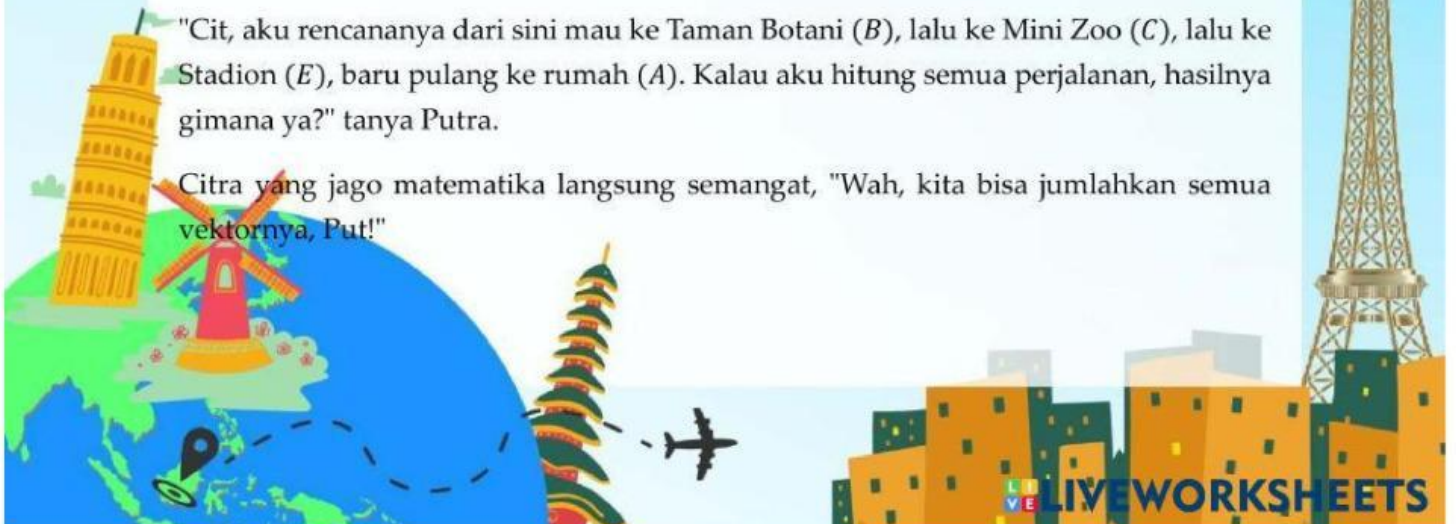 "Cit, aku rencananya dari sini mau ke Taman Botani (B), lalu ke Mini Zoo (C), lalu ke
Stadion (E), baru pulang ke rumah (A). Kalau aku hitung semua perjalanan, hasilnya
gimana ya?" tanya Putra.
Citra yang jago matematika langsung semangat, "Wah, kita bisa jumlahkan semua
vektornya, Put!"
LIVE LIVEWORKSHEETS